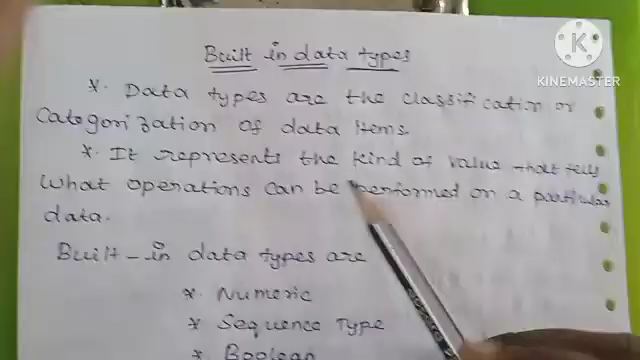 Built in data types
*. Data types are the classification or
Categorization of data items.
*. It represents the kind of value that tells
what operations can be performed on a particular
data.
Built-in data types are
*. Numeric
* Sequence Type
* Boolean
KINEMASTER